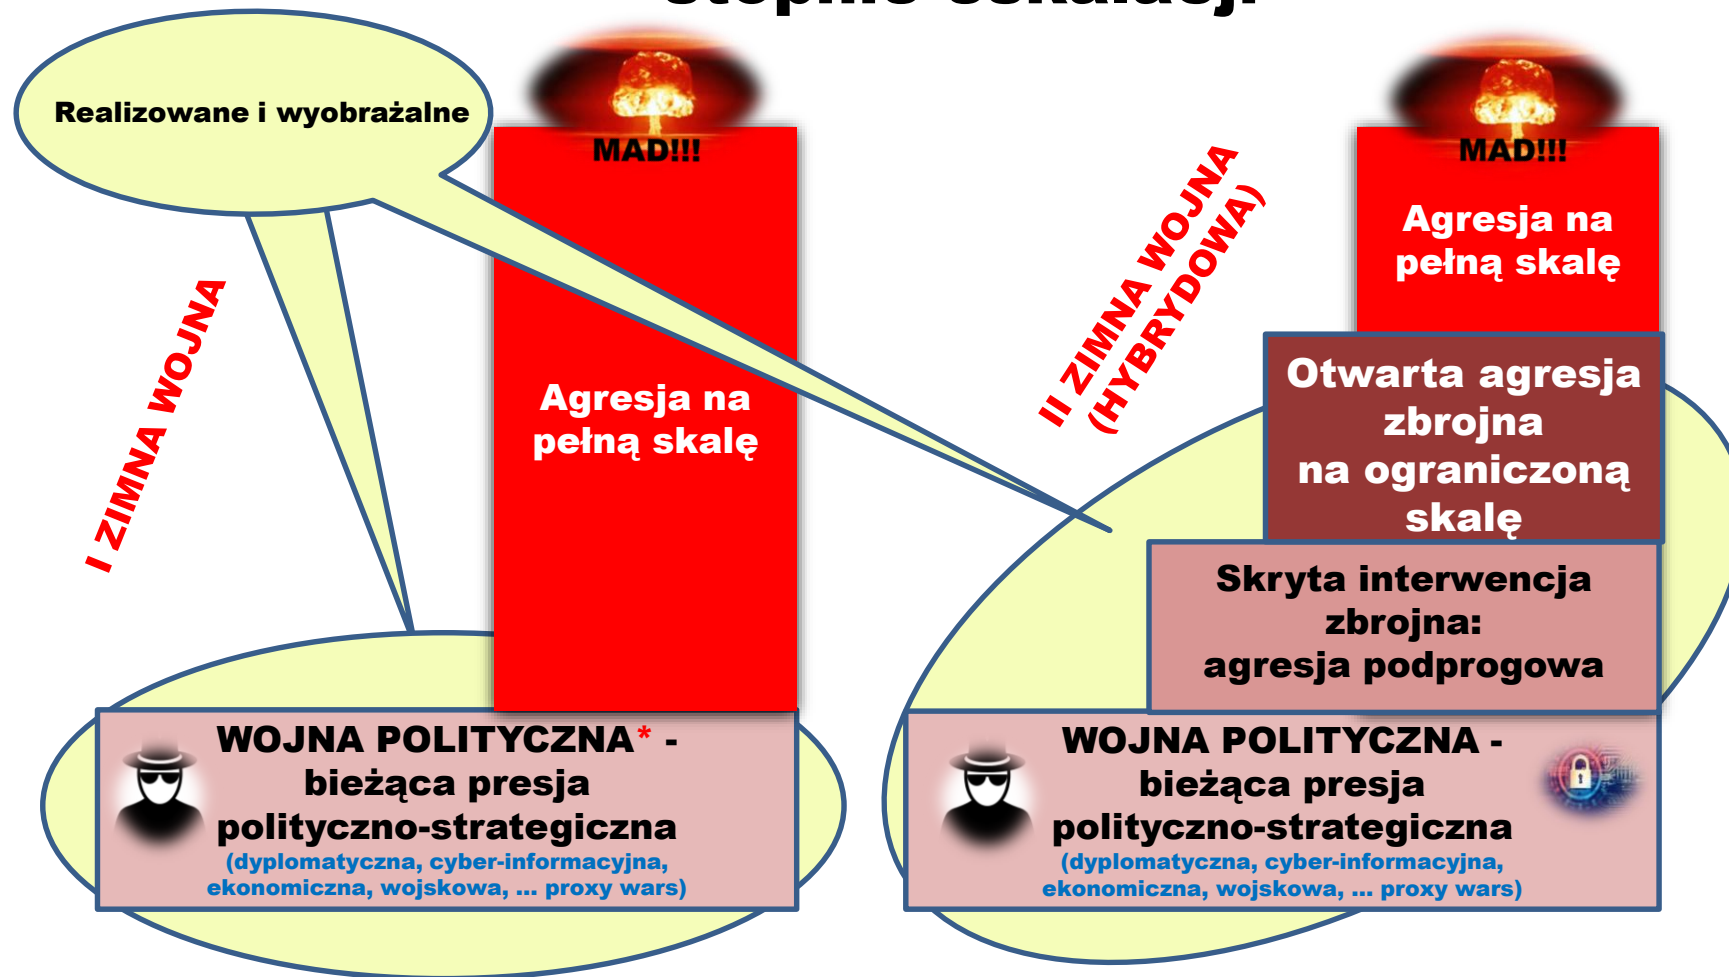 stopnie eskalacji
Realizowane i wyobrażalne
MAD!!!
Agresja na
pełną skalę
I ZIMNA WOJNA
WOJNA POLITYCZNA* -
bieżąca presja
polityczno-strategiczna
(dyplomatyczna, cyber-informacyjna,
ekonomiczna, wojskowa, ... proxy wars)
II ZIMNA WOJNA
(HYBRYDOWA)
MAD!!!
Agresja na
pełną skalę
Otwarta agresja
zbrojna
na ograniczoną
skalę
Skryta interwencja
zbrojna:
agresja podprogowa
WOJNA POLITYCZNA -
bieżąca presja
polityczno-strategiczna
(dyplomatyczna, cyber-informacyjna,
ekonomiczna, wojskowa, ... proxy wars)